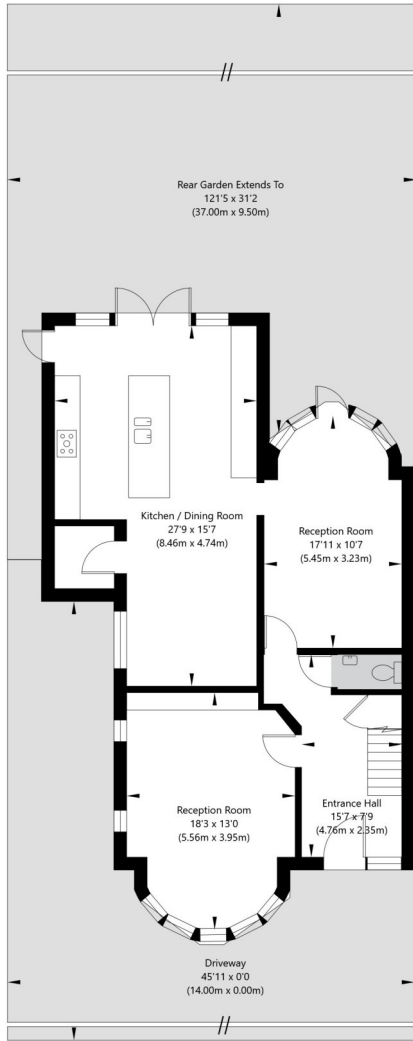 Rear Garden Extends To
121'5 x 31'2
(37.00m x 9.50m)
Kitchen / Dining Room
27'9 x 15'7
(8.46m x 4.74m)
Reception Room
17'11 x 10'7
(5.45m x 3.23m)
Reception Room
18'3 x 13'0
(5.56m x 3.95m)
Entrance Hall
15'7 x 7'9
(4.76m x 2.35m)
Driveway
45'11 x 0'0
(14.00m x 0.00m)